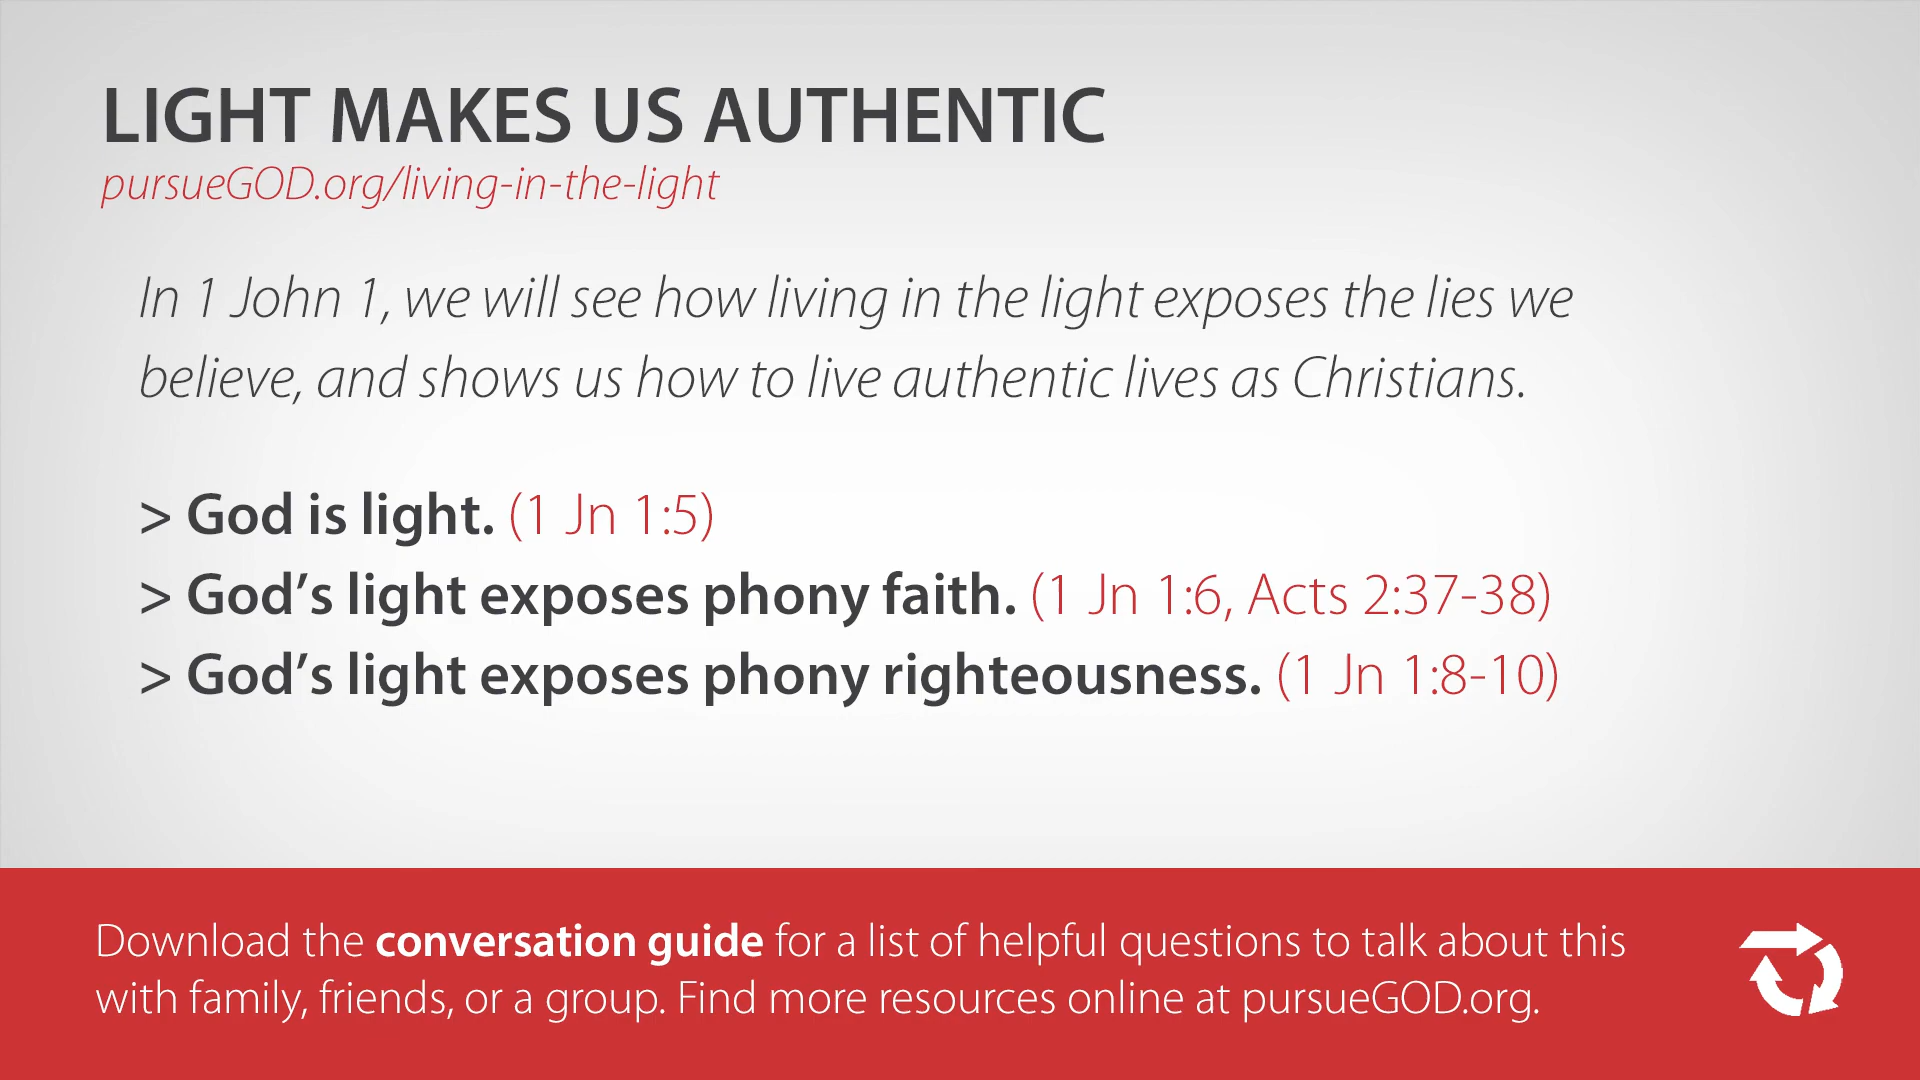 LIGHT MAKES US AUTHENTIC
pursueGOD.org/living-in-the-light
In 1 John 1, we will see how living in the light exposes the lies we
believe, and shows us how to live authentic lives as Christians.
> God is light. (1 Jn 1:5)
> God’s light exposes phony faith. (1 Jn 1:6, Acts 2:37-38)
> God’s light exposes phony righteousness. (1 Jn 1:8-10)
Download the conversation guide for a list of helpful questions to talk about this
with family, friends, or a group. Find more resources online at pursueGOD.org.